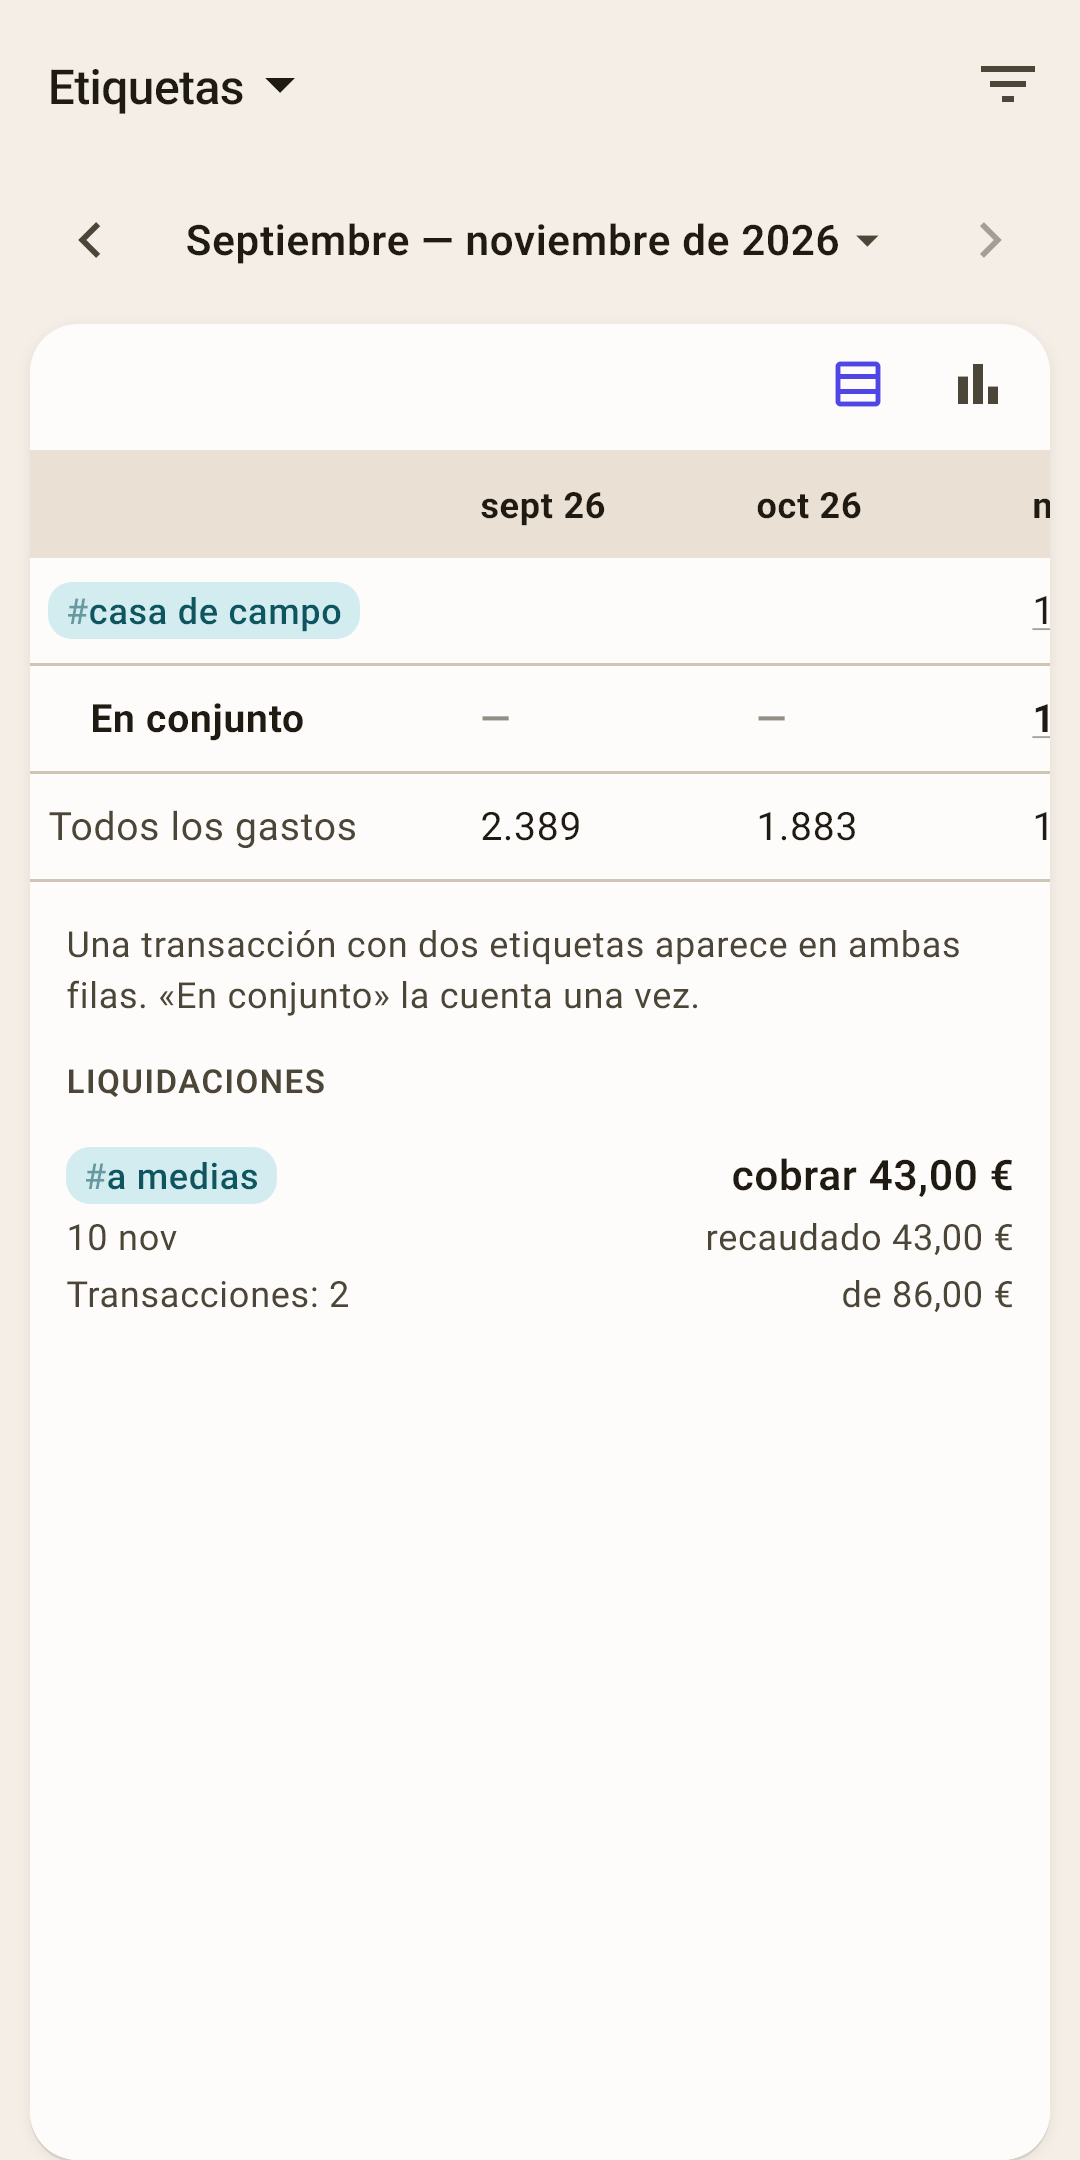 Etiquetas
Septiembre — noviembre de 2026
sept 26 oct 26
#casa de campo
En conjunto — —
Todos los gastos 2.389 1.883
Una transacción con dos etiquetas aparece en ambas
filas. «En conjunto» la cuenta una vez.
LIQUIDACIONES
#a medias cobrar 43,00 €
10 nov recaudado 43,00 €
Transacciones: 2 de 86,00 €